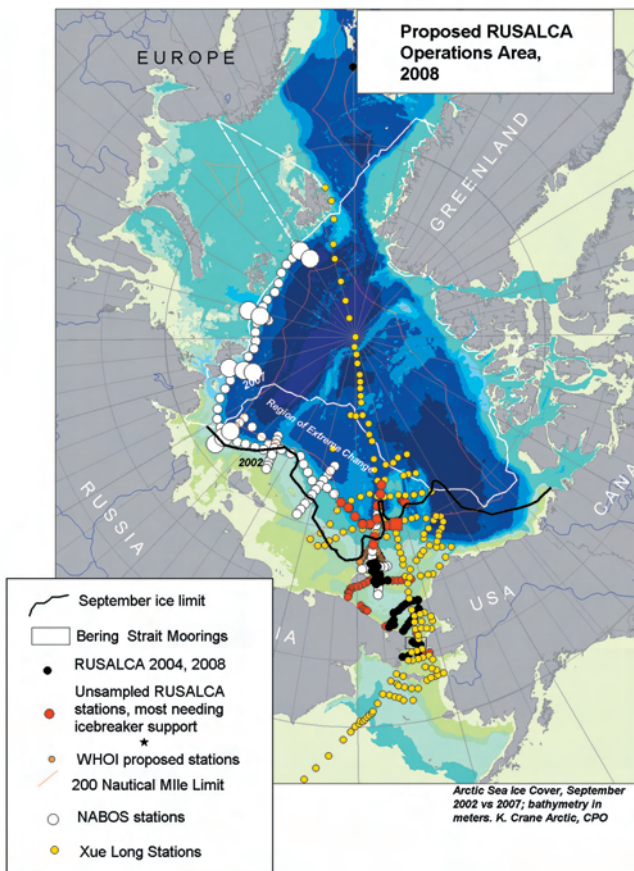 Proposed RUSALCA
Operations Area,
2008
EUROPE
GREENLAND
2007
Region of Extreme Change
2002
RUSSIA
CANA
USA
IA
September ice limit
Bering Strait Moorings
RUSALCA 2004, 2008
Unsampled RUSALCA
stations, most needing
icebreaker support
WHOI proposed stations
200 Nautical MIle Limit
NABOS stations
Xue Long Stations
Arctic Sea Ice Cover, September
2002 vs 2007; bathymetry in
meters. K. Crane Arctic, CPO